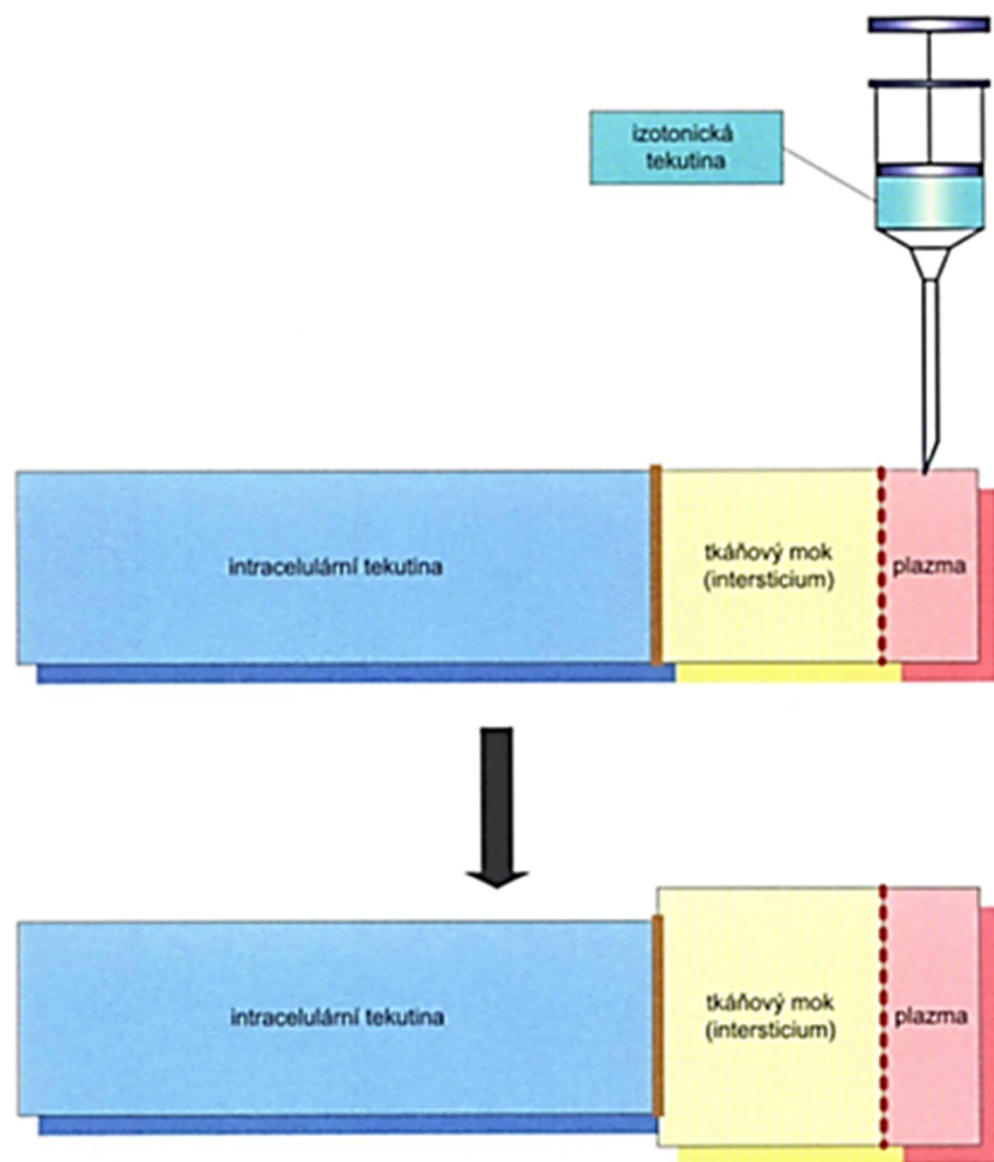 izotonická
tekutina
intracelulární tekutina
tkáňový mok
(intersticium)
plazma
intracelulární tekutina
tkáňový mok
(intersticium)
plazma